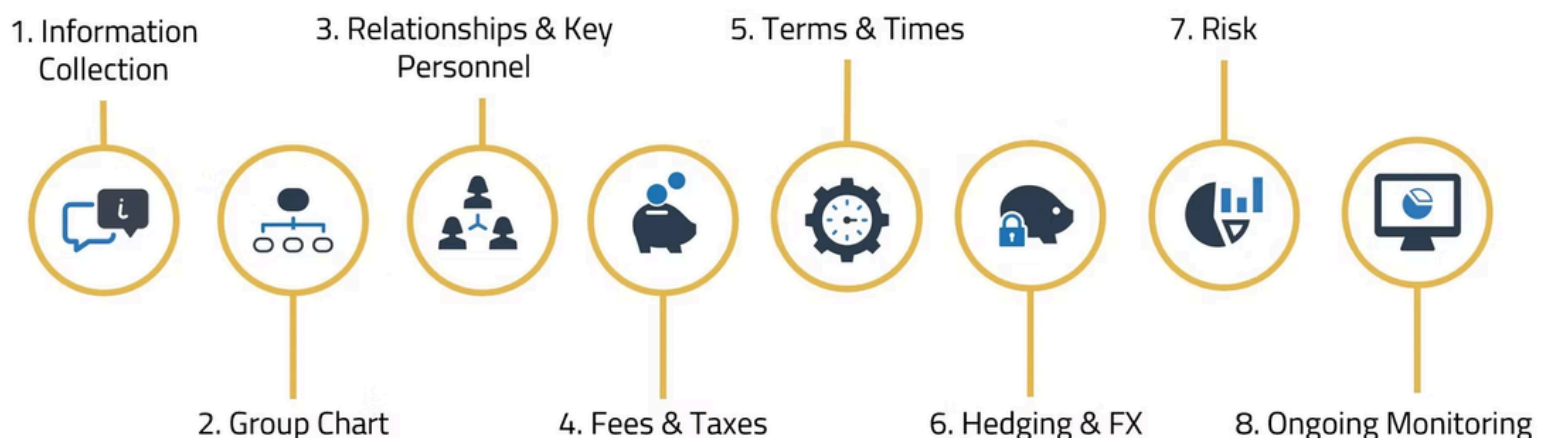 1. Information
Collection
2. Group Chart
3. Relationships & Key
Personnel
4. Fees & Taxes
5. Terms & Times
6. Hedging & FX
7. Risk
8. Ongoing Monitoring
i